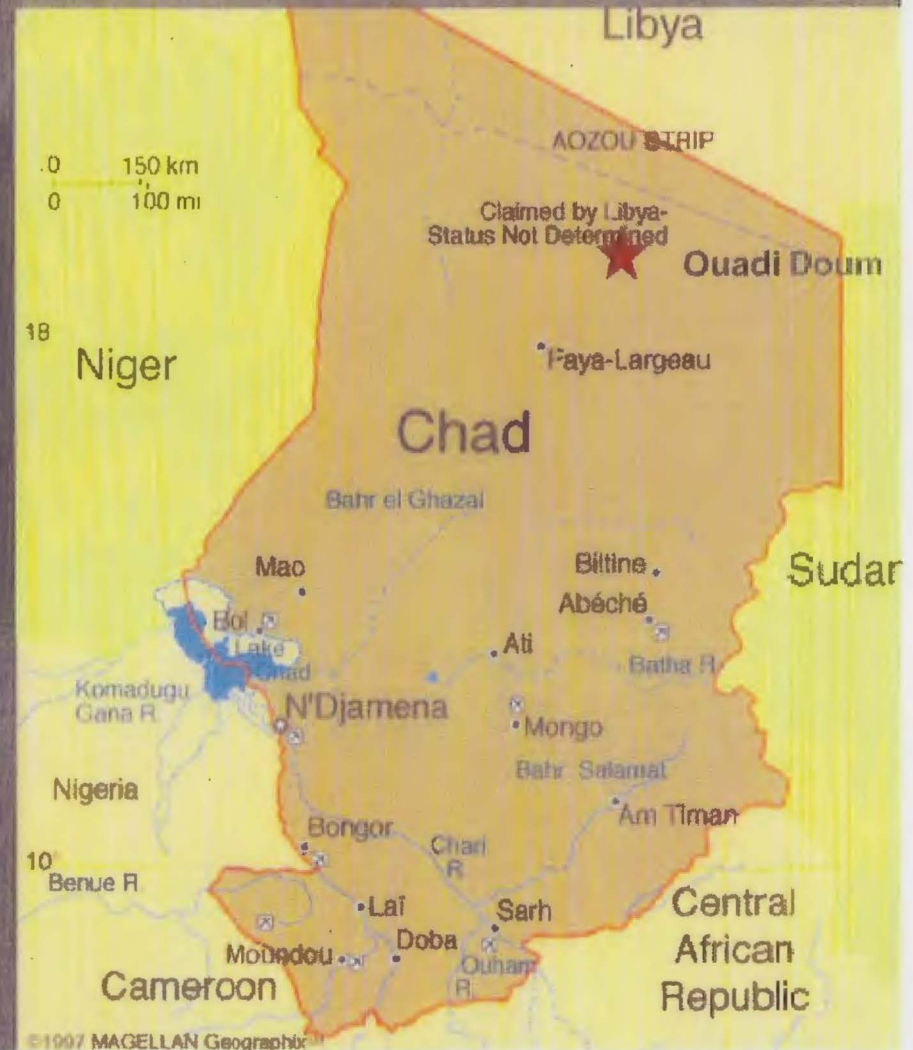 Libya
AOZOU STRIP
.0 150 km
0 100 mi
Claimed by Libya-
Status Not Determined
Ouadi Doum
18
Niger
Faya-Largeau
Chad
Bahr el Ghazal
Mao
Biltine
Sudan
Abéché
Bol
Lake
Chad
Ati
Batha R
Komadugu
Gana R.
N'Djamena
Mongo
Bahr Salamat
Nigeria
Am Timan
Bongor
Chari
R
10°
Benue R
Laï
Sarh
Central
African
Republic
Moundou
Doba
Ouham
R.
Cameroon
©1997 MAGELLAN Geographix